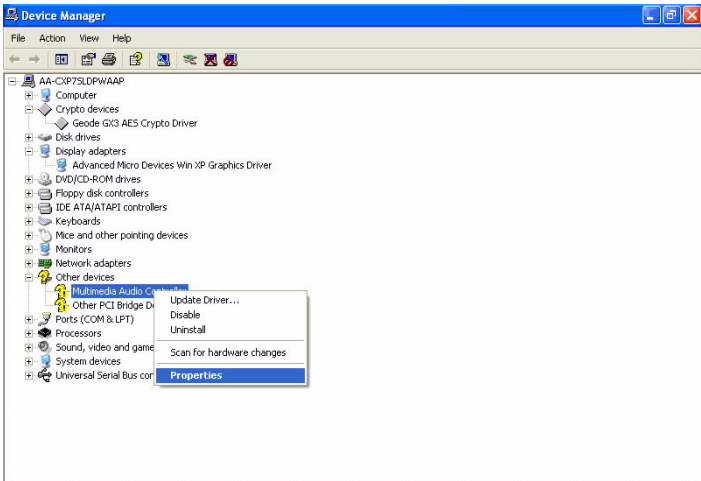 Device Manager
File Action View Help
AA-CXP7SLDPWAAP
Computer
Crypto devices
Geode GX3 AES Crypto Driver
Disk drives
Display adapters
Advanced Micro Devices Win XP Graphics Driver
DVD/CD-ROM drives
Floppy disk controllers
IDE ATA/ATAPI controllers
Keyboards
Mice and other pointing devices
Monitors
Network adapters
Other devices
Multimedia Audio Controller
Other PCI Bridge De
Update Driver...
Disable
Uninstall
Scan for hardware changes
Properties
Ports (COM & LPT)
Processors
Sound, video and game
System devices
Universal Serial Bus con